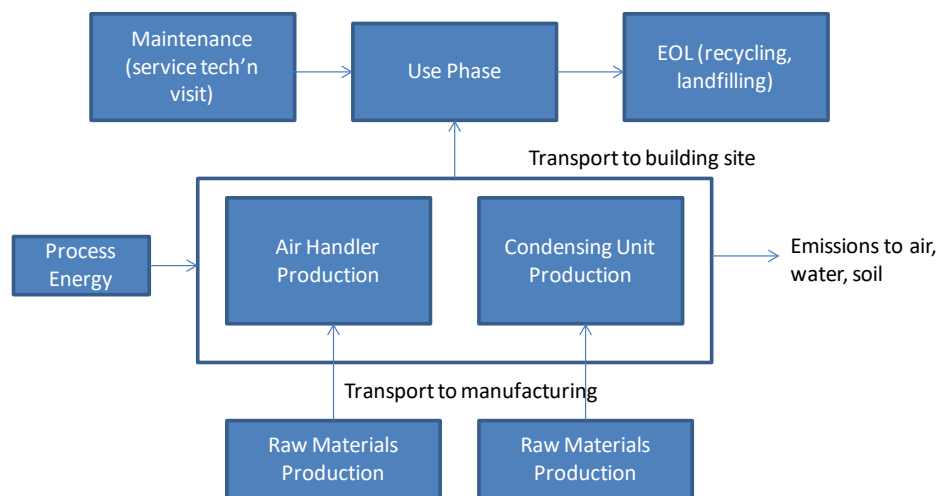 Maintenance
(service tech’n
visit)
Use Phase
EOL (recycling,
landfilling)
Transport to building site
Process
Energy
Air Handler
Production
Condensing Unit
Production
Emissions to air,
water, soil
Transport to manufacturing
Raw Materials
Production
Raw Materials
Production